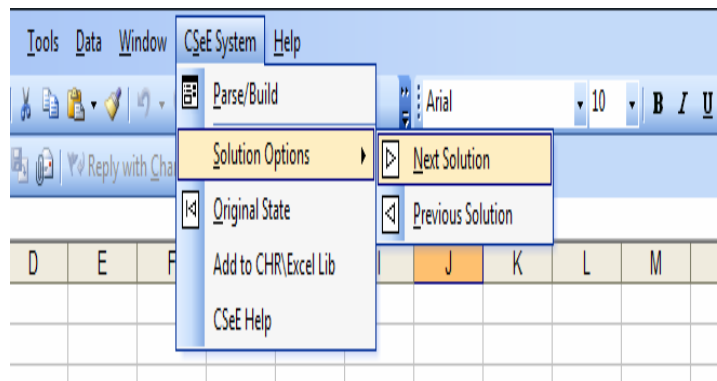 Tools Data Window CSeE System Help
Parse/Build
Arial 10 B I U
Solution Options
Next Solution
Reply with
Original State
Previous Solution
D E F I J K L M
Add to CHR\Excel Lib
CSeE Help